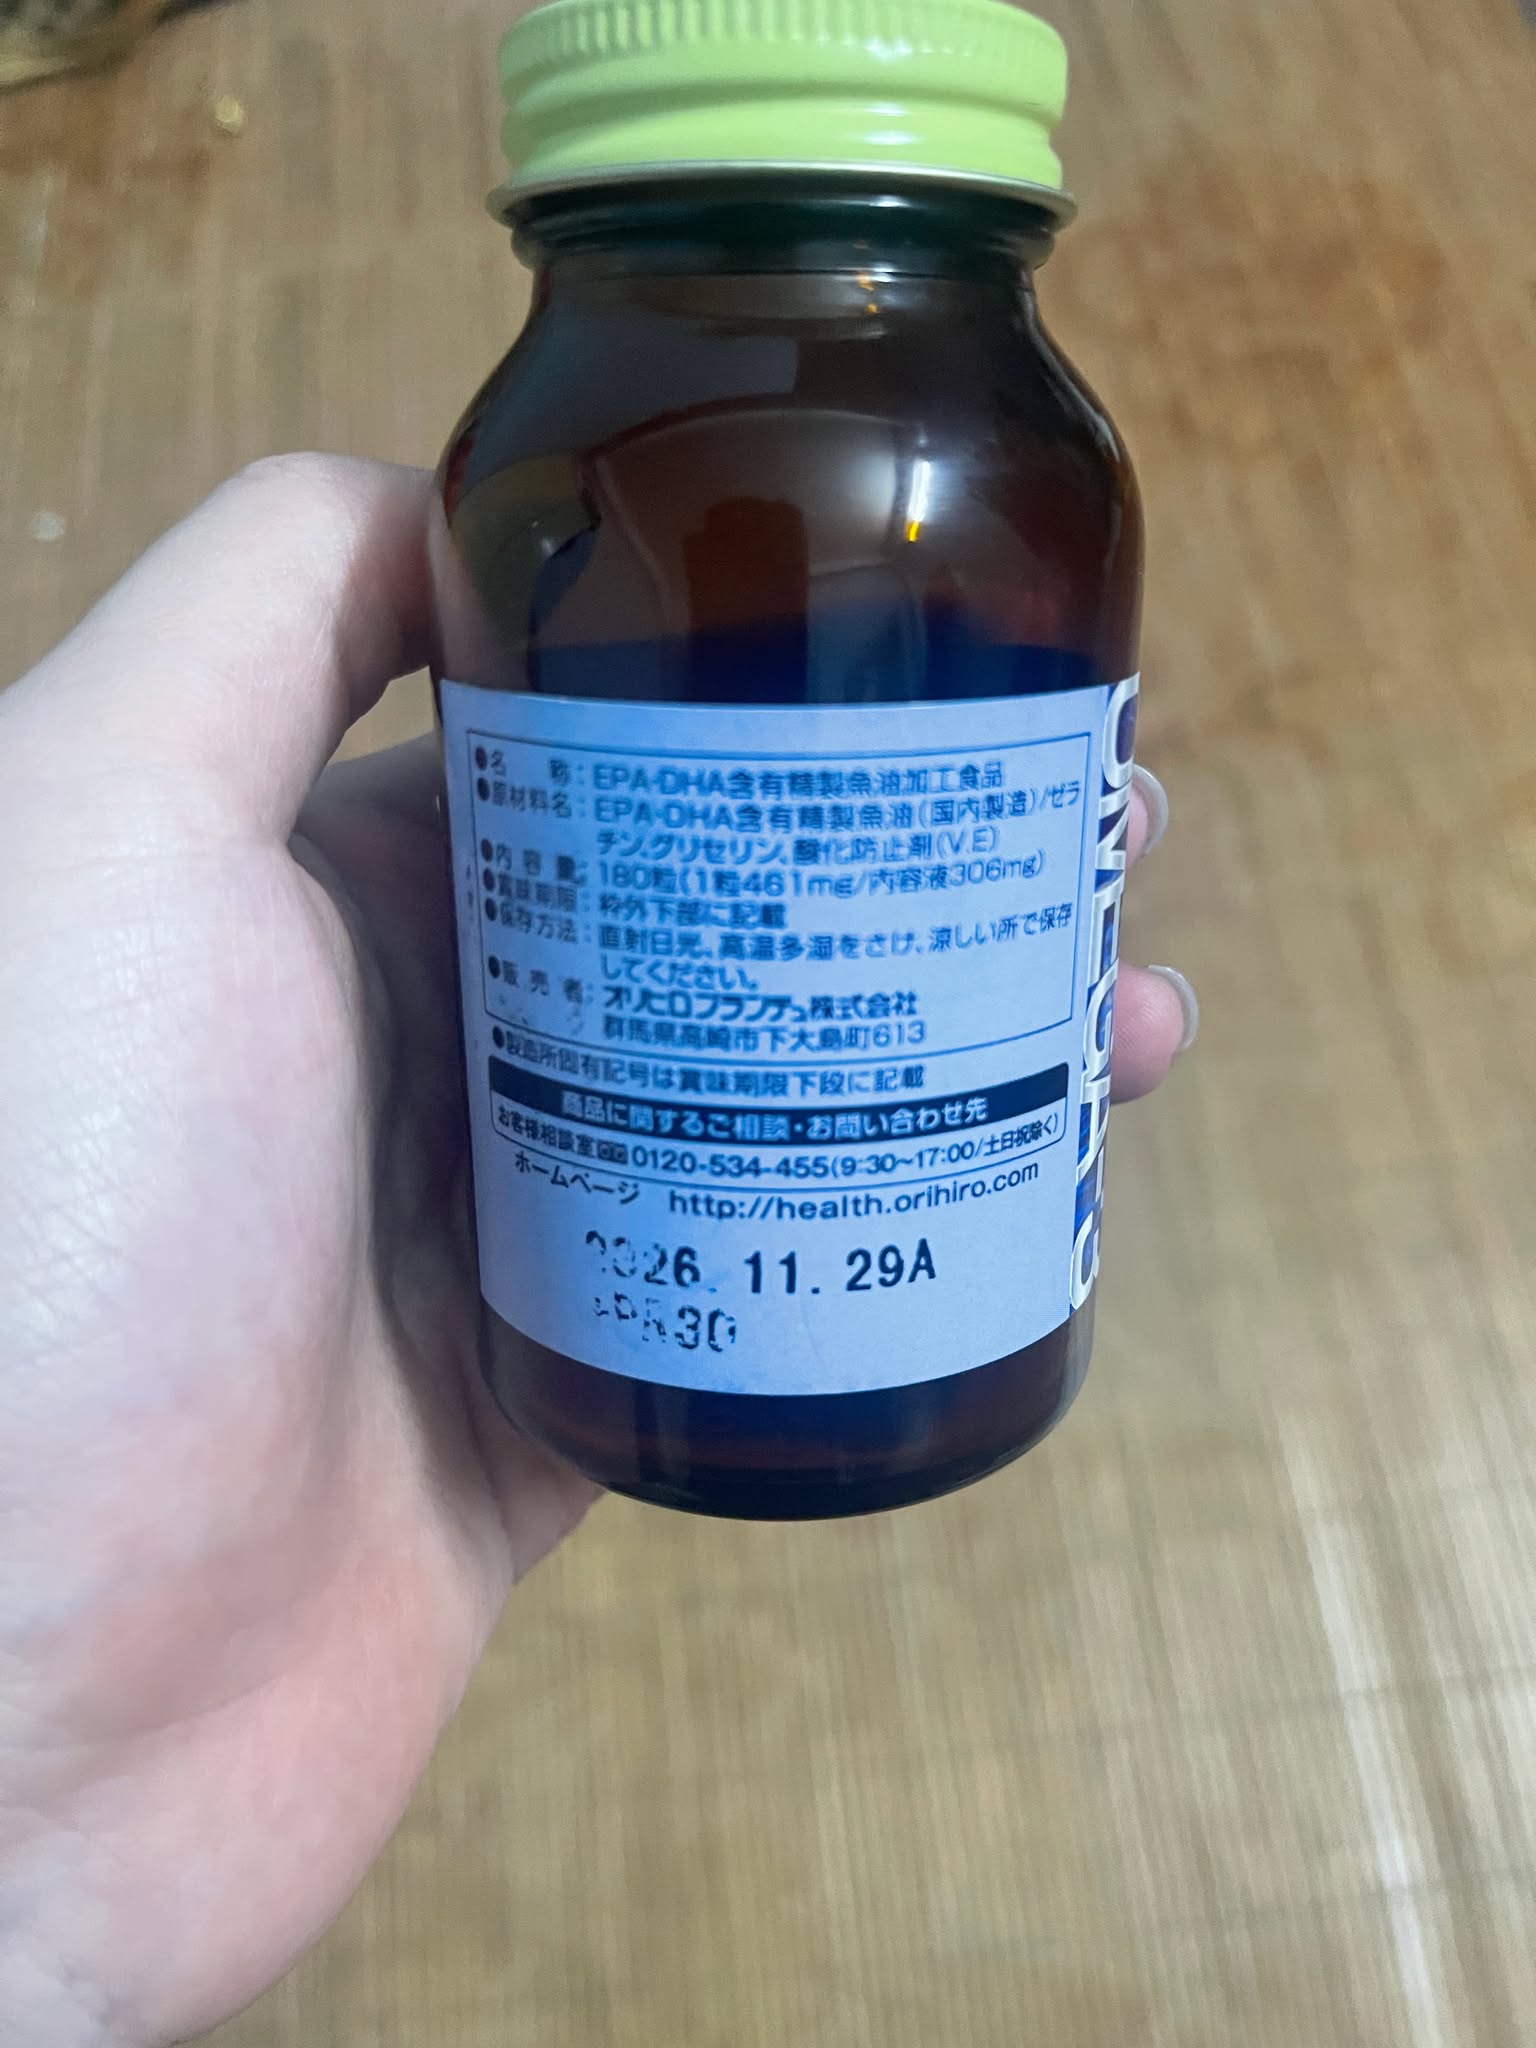 ●名　　称：EPA·DHA含有精製魚油加工食品
●原材料名：EPA·DHA含有精製魚油(国内製造)/ゼラ
チン、グリセリン、酸化防止剤(V.E)
●内 容 量：180粒(1粒461mg/内容液306mg)
●賞味期限：枠外下部に記載
●保存方法：直射日光、高温多湿をさけ、涼しい所で保存
してください。
●販 売 者：オリヒロプランデュ株式会社
群馬県高崎市下大島町613
●製造所固有記号は賞味期限下段に記載
商品に関するご相談・お問い合わせ先
お客様相談室 0120-534-455(9:30~17:00/土日祝除く)
ホームページ　http://health.orihiro.com
2026. 11. 29A
OMEGA-3